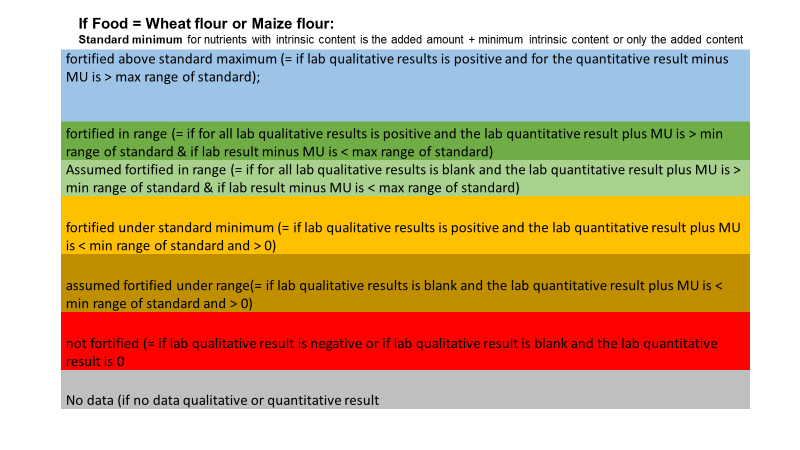 If Food = Wheat flour or Maize flour:
Standard minimum for nutrients with intrinsic content is the added amount + minimum intrinsic content or only the added content
fortified above standard maximum (= if lab qualitative results is positive and for the quantitative result minus
MU is > max range of standard);
fortified in range (= if for all lab qualitative results is positive and the lab quantitative result plus MU is > min
range of standard & if lab result minus MU is < max range of standard)
Assumed fortified in range (= if for all lab qualitative results is blank and the lab quantitative result plus MU is >
min range of standard & if lab result minus MU is < max range of standard)
fortified under standard minimum (= if lab qualitative results is positive and the lab quantitative result plus MU
is < min range of standard and > 0)
assumed fortified under range(= if lab qualitative results is blank and the lab quantitative result plus MU is <
min range of standard and > 0)
not fortified (= if lab qualitative result is negative or if lab qualitative result is blank and the lab quantitative
result is 0
No data (if no data qualitative or quantitative result